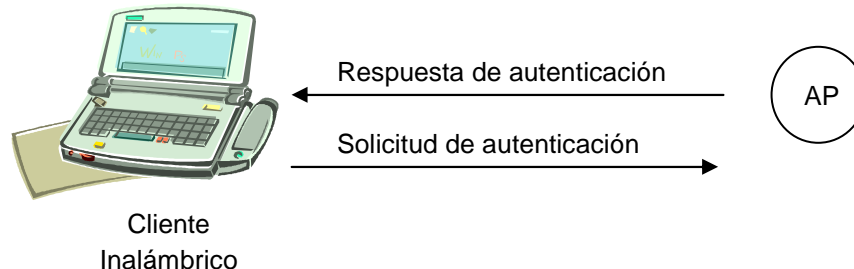 Respuesta de autenticación
AP
Solicitud de autenticación
Cliente
Inalámbrico